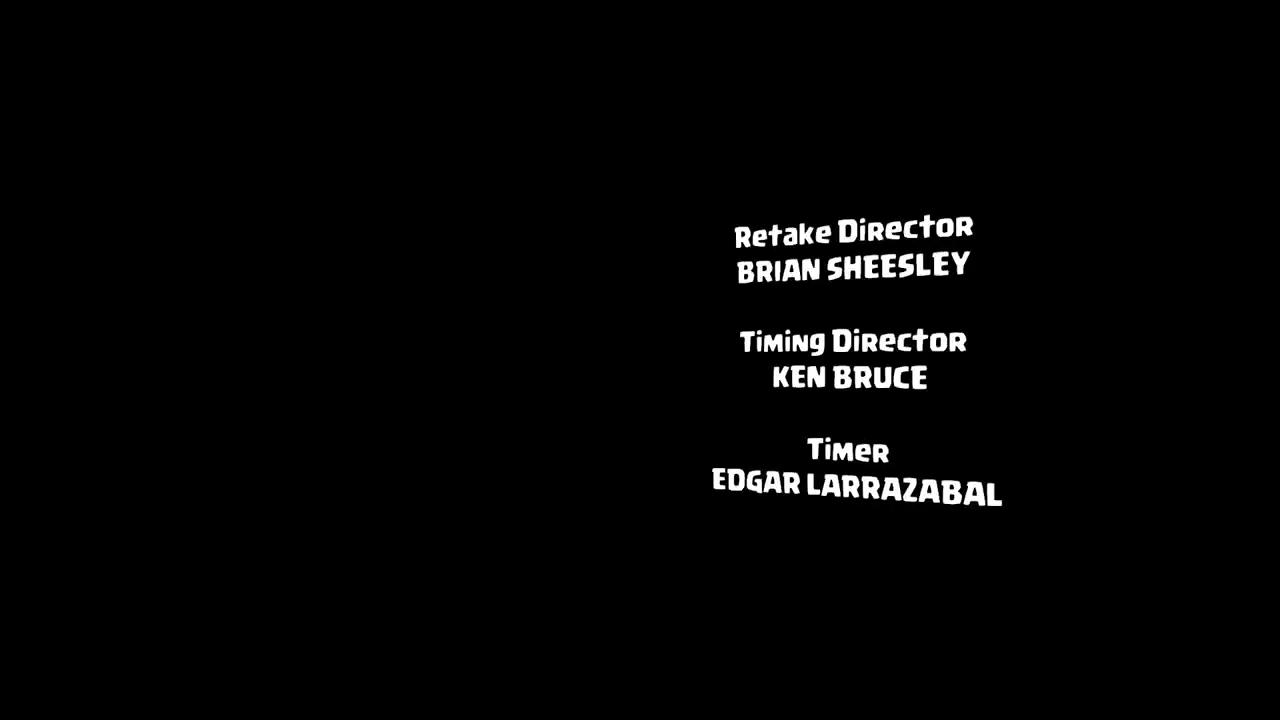 Retake Director
BRIAN SHEESLEY
Timing Director
KEN BRUCE
Timer
EDGAR LARRAZABAL